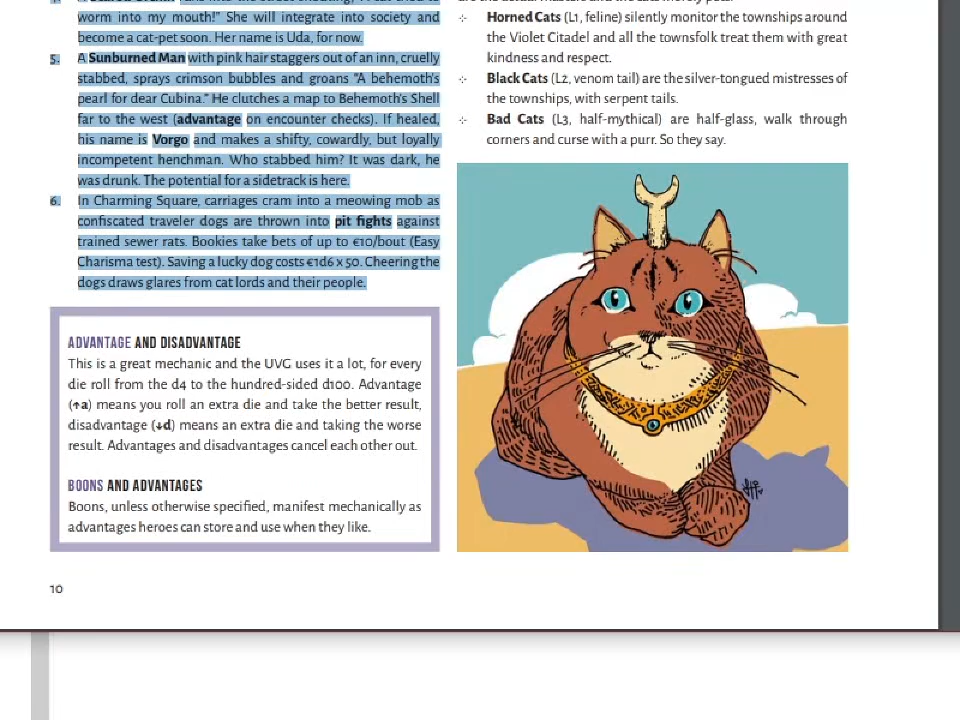 worm into my mouth!" She will integrate into society and
become a cat-pet soon. Her name is Uda, for now.
5. A Sunburned Man with pink hair staggers out of an inn, cruelly
stabbed, sprays crimson bubbles and groans "A behemoth's
pearl for dear Cubina." He clutches a map to Behemoth's Shell
far to the west (advantage on encounter checks). If healed,
his name is Vorgo and makes a shifty, cowardly, but loyally
incompetent henchman. Who stabbed him? It was dark, he
was drunk. The potential for a sidetrack is here.
6. In Charming Square, carriages cram into a meowing mob as
confiscated traveler dogs are thrown into pit fights against
trained sewer rats. Bookies take bets of up to €10/bout (Easy
Charisma test). Saving a lucky dog costs €1d6 x 50. Cheering the
dogs draws glares from cat lords and their people.
ADVANTAGE AND DISADVANTAGE
This is a great mechanic and the UVG uses it a lot, for every
die roll from the d4 to the hundred-sided d100. Advantage
(↑a) means you roll an extra die and take the better result,
disadvantage (↓d) means an extra die and taking the worse
result. Advantages and disadvantages cancel each other out.
BOONS AND ADVANTAGES
Boons, unless otherwise specified, manifest mechanically as
advantages heroes can store and use when they like.
10
Horned Cats (L1, feline) silently monitor the townships around
the Violet Citadel and all the townsfolk treat them with great
kindness and respect.
Black Cats (L2, venom tail) are the silver-tongued mistresses of
the townships, with serpent tails.
Bad Cats (L3, half-mythical) are half-glass, walk through
corners and curse with a purr. So they say.